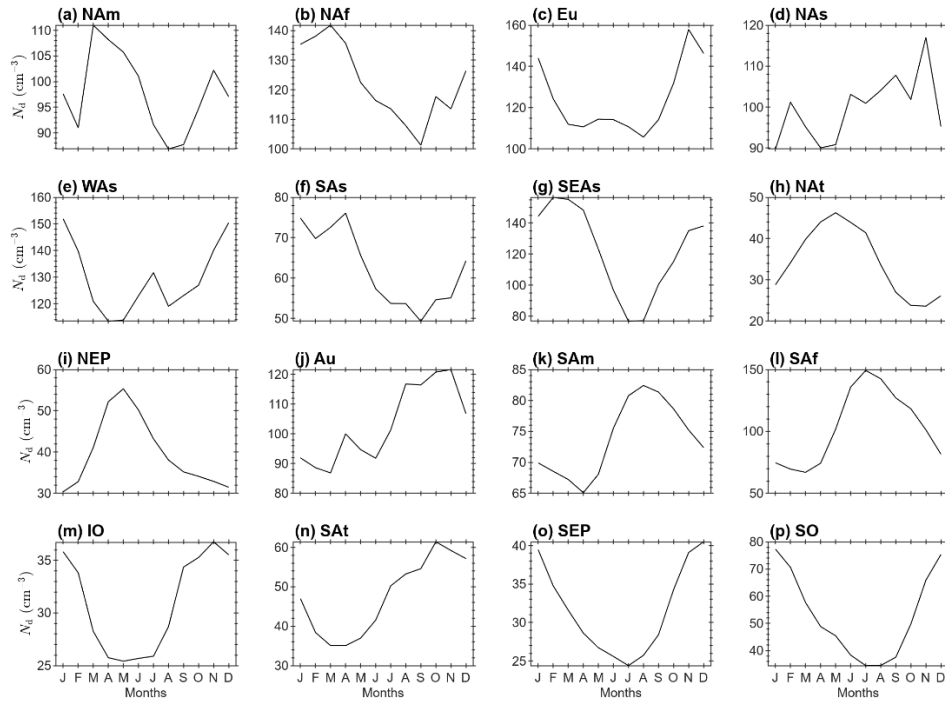 (a) NAm (b) NAf (c) Eu (d) NAs
N_d (cm^−3)
110 105 100 95 90
140 130 120 110 100
160 140 120 100
120 110 100 90
(e) WAs (f) SAs (g) SEAs (h) NAt
N_d (cm^−3)
160 150 140 130 120
80 70 60 50
140 120 100 80
50 40 30 20
(i) NEP (j) Au (k) SAm (l) SAf
N_d (cm^−3)
60 50 40 30
120 110 100 90 80
85 80 75 70 65
150 100 50
(m) IO (n) SAt (o) SEP (p) SO
N_d (cm^−3)
35 30 25
60 50 40 30
40 35 30 25
80 70 60 50 40
J F M A M J J A S O N D J F M A M J J A S O N D J F M A M J J A S O N D J F M A M J J A S O N D
Months Months Months Months